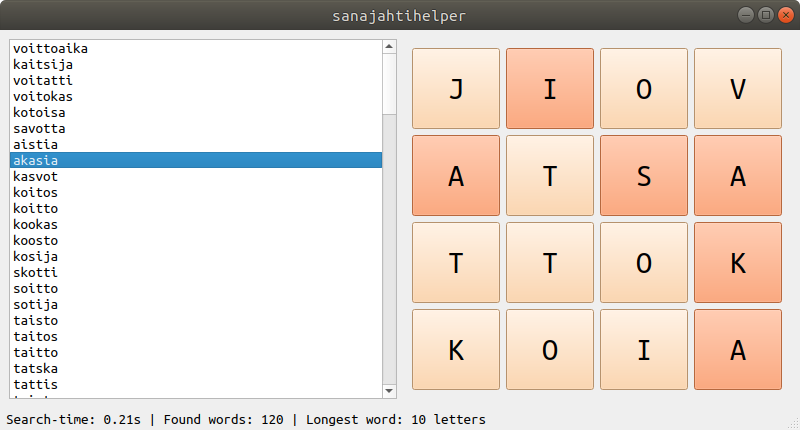 sanajahtihelper
voittoaika
kaitsija
voitatti
voitokas
kotoisa
savotta
aistia
akasia
kasvot
koitos
koitto
kookas
koosto
kosija
skotti
soitto
sotija
taisto
taitos
taitto
tatska
tattis
J I O V
A T S A
T T O K
K O I A
Search-time: 0.21s | Found words: 120 | Longest word: 10 letters